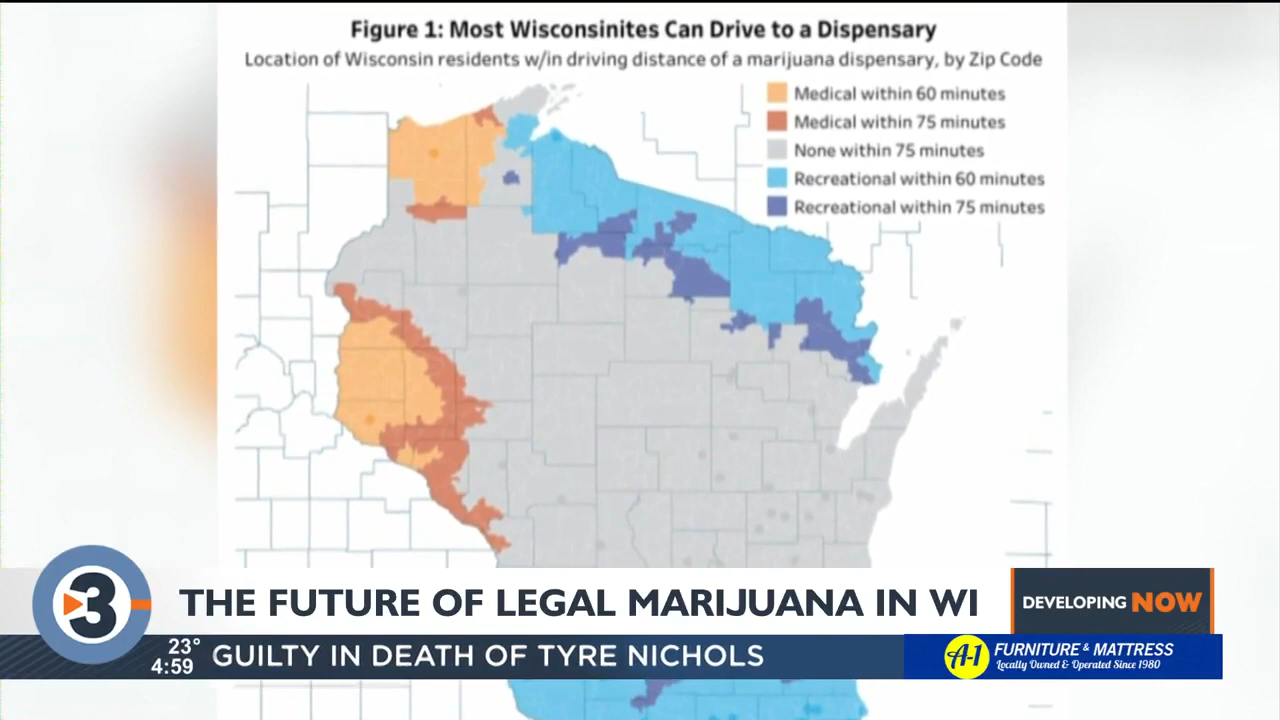 Figure 1: Most Wisconsinites Can Drive to a Dispensary
Location of Wisconsin residents w/in driving distance of a marijuana dispensary, by Zip Code
Medical within 60 minutes
Medical within 75 minutes
None within 75 minutes
Recreational within 60 minutes
Recreational within 75 minutes
3
THE FUTURE OF LEGAL MARIJUANA IN WI
DEVELOPING NOW
23°
4:59
GUILTY IN DEATH OF TYRE NICHOLS
A-1
FURNITURE & MATTRESS
Locally Owned & Operated Since 1980